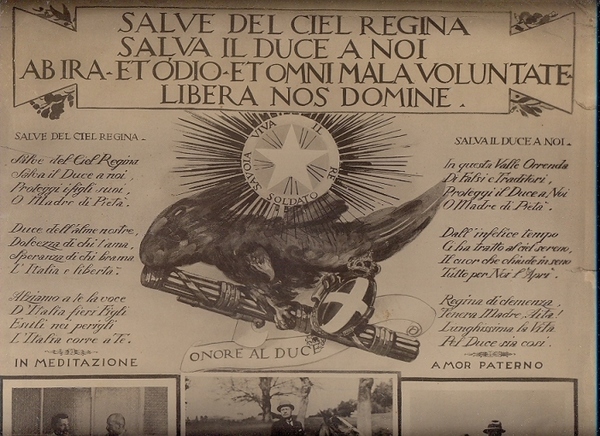 SALVE DEL CIEL REGINA
SALVA IL DUCE A NOI
AB IRA-ET ODIO-ET OMNI MALA VOLUNTATE-
LIBERA NOS DOMINE.
SALVE DEL CIEL REGINA-
Salve del Ciel Regina
Salva il Duce a noi,
Proteggi i figli suoi,
O Madre di Pietà.
Duce dell'alme nostre,
Dolcezza di chi l'ama,
Speranza di chi brama
L'Italia e libertà.
Alziamo a te la voce
D'Italia fieri Figli
Esuli nei perigli
L'Italia corre a Te.
IN MEDITAZIONE
SAVOIA VIVA IL RE
SOLDATO
ONORE AL DUCE
SALVA IL DUCE A NOI-
In questa Valle Orrenda
Di Falsi e Traditori,
Proteggi il Duce a Noi
O Madre di Pietà.
Dall'infelice tempo
Ci ha tratto al ciel sereno,
Il cuor che chiude in seno
Tutto per Noi l'Aprì.
Regina di clemenza,
Tenera Madre, Aita!
Lunghissima la Vita
Al Duce sia così.
AMOR PATERNO